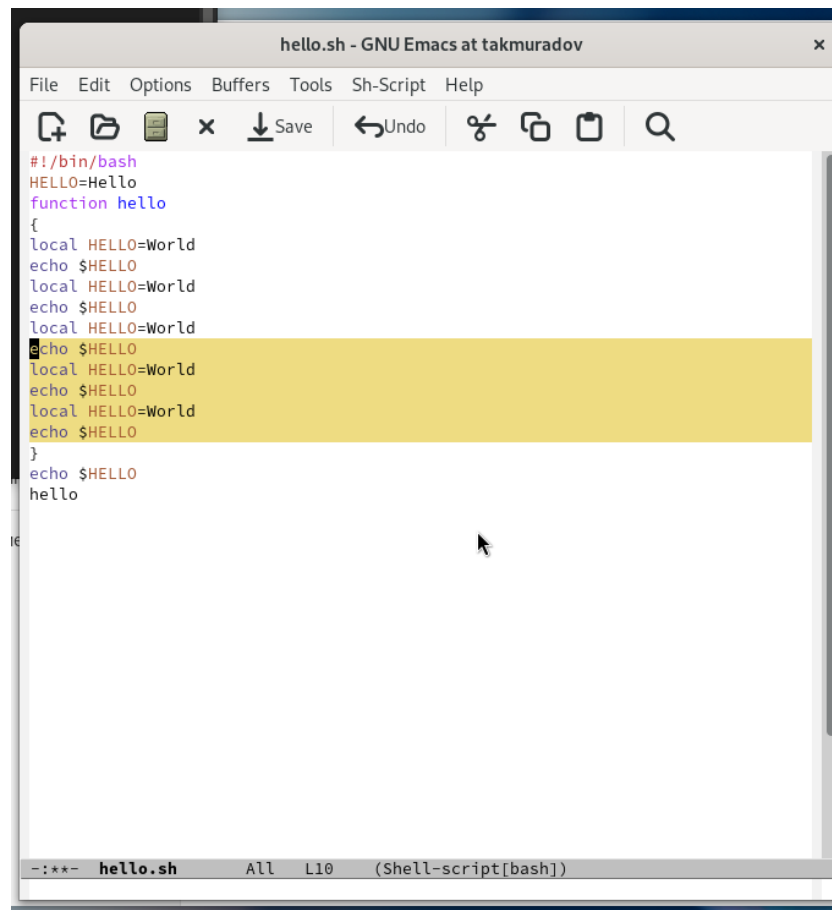 hello.sh - GNU Emacs at takmuradov
File Edit Options Buffers Tools Sh-Script Help
Save Undo
#!/bin/bash
HELLO=Hello
function hello
{
local HELLO=World
echo $HELLO
local HELLO=World
echo $HELLO
local HELLO=World
echo $HELLO
local HELLO=World
echo $HELLO
local HELLO=World
echo $HELLO
}
echo $HELLO
hello
-:**- hello.sh All L10 (Shell-script[bash])